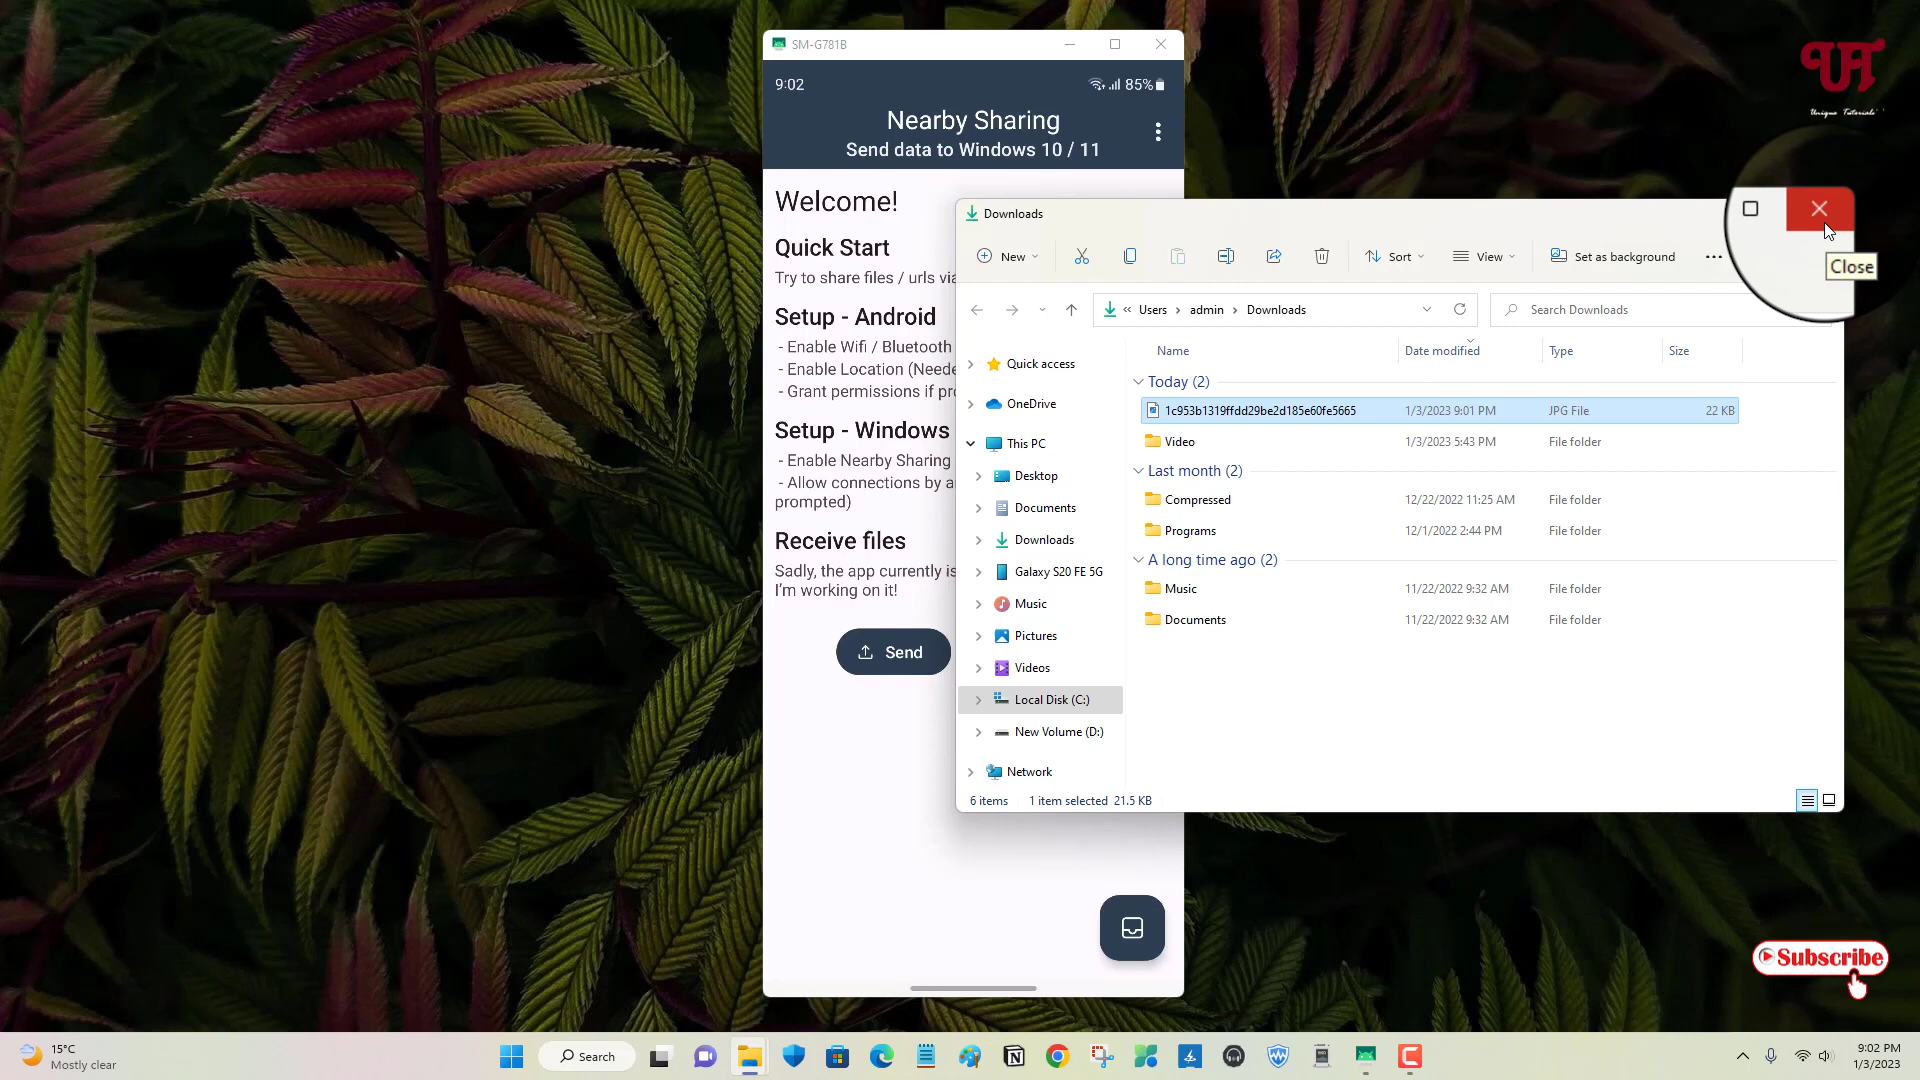 SM-G781B
9:02
85%
Nearby Sharing
Send data to Windows 10 / 11
Welcome!
Quick Start
Try to share files / urls via
Setup - Android
- Enable Wifi / Bluetooth
- Enable Location (Neede
- Grant permissions if pr
Setup - Windows
- Enable Nearby Sharing
- Allow connections by a
prompted)
Receive files
Sadly, the app currently is
I'm working on it!
Send
Downloads
New
Sort
View
Set as background
Close
« Users > admin > Downloads
Search Downloads
Quick access
OneDrive
This PC
Desktop
Documents
Downloads
Galaxy S20 FE 5G
Music
Pictures
Videos
Local Disk (C:)
New Volume (D:)
Network
Name Date modified Type Size
Today (2)
1c953b1319ffdd29be2d185e60fe5665 1/3/2023 9:01 PM JPG File 22 KB
Video 1/3/2023 5:43 PM File folder
Last month (2)
Compressed 12/22/2022 11:25 AM File folder
Programs 12/1/2022 2:44 PM File folder
A long time ago (2)
Music 11/22/2022 9:32 AM File folder
Documents 11/22/2022 9:32 AM File folder
6 items 1 item selected 21.5 KB
UT
Unique Tutorials
Subscribe
15°C
Mostly clear
Search
9:02 PM
1/3/2023